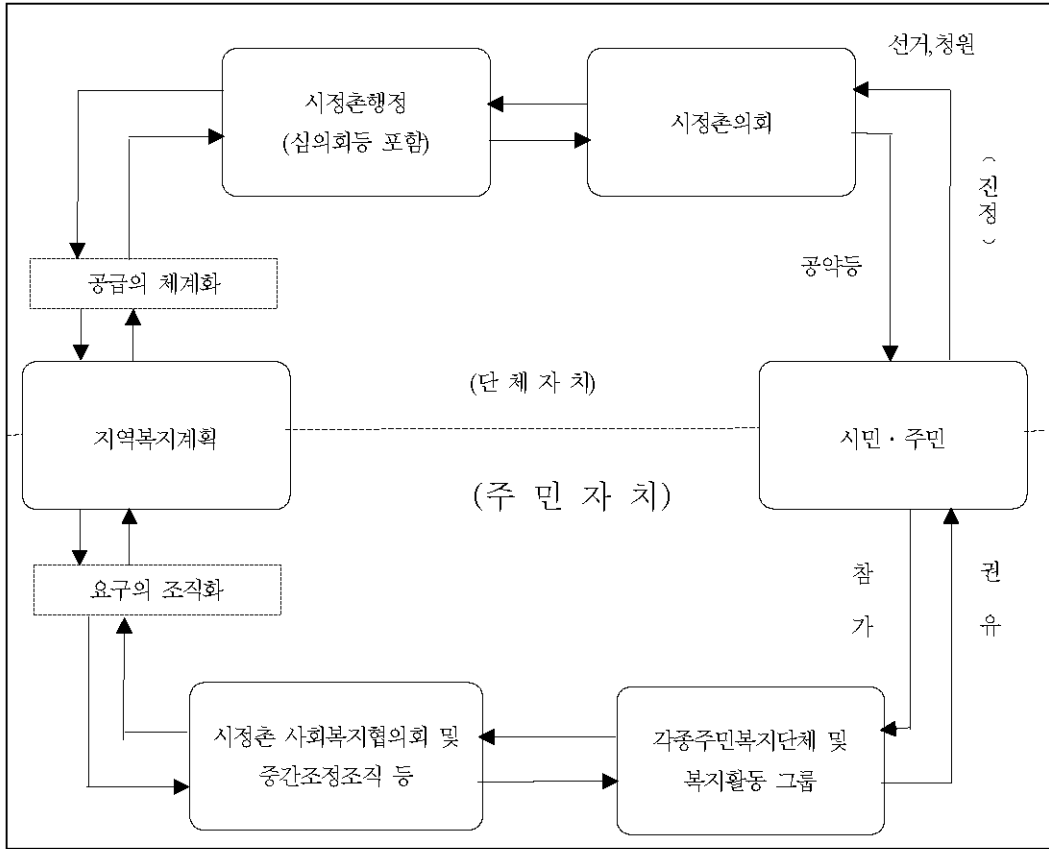 선거,청원
시정촌행정
(심의회등 포함)
시정촌의회
(진정)
공급의 체계화
공약등
(단 체 자 치)
지역복지계획
시민 · 주민
(주 민 자 치)
요구의 조직화
참가
권유
시정촌 사회복지협의회 및
중간조정조직 등
각종주민복지단체 및
복지활동 그룹